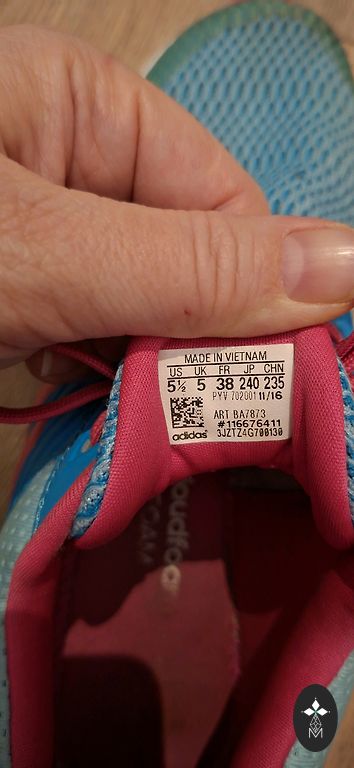 MADE IN VIETNAM
US UK FR JP CHN
5½ 5 38 240 235
PYV 702001 11/16
ART BA7873
#116676411
adidas 3JZTZ4G700130
cloudfoam
M